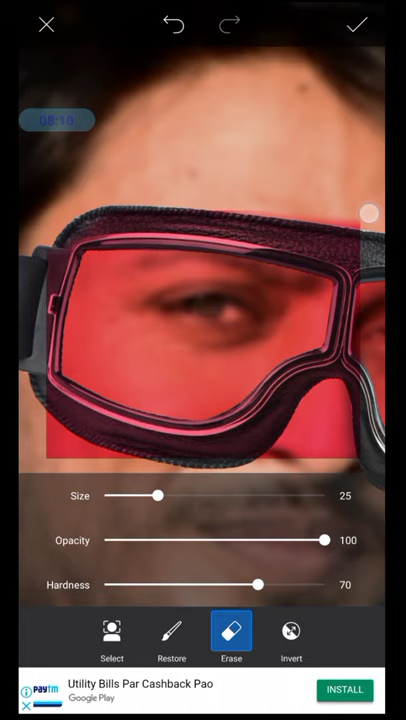 08:10
Size 25
Opacity 100
Hardness 70
Select Restore Erase Invert
paytm
Utility Bills Par Cashback Pao
Google Play
INSTALL